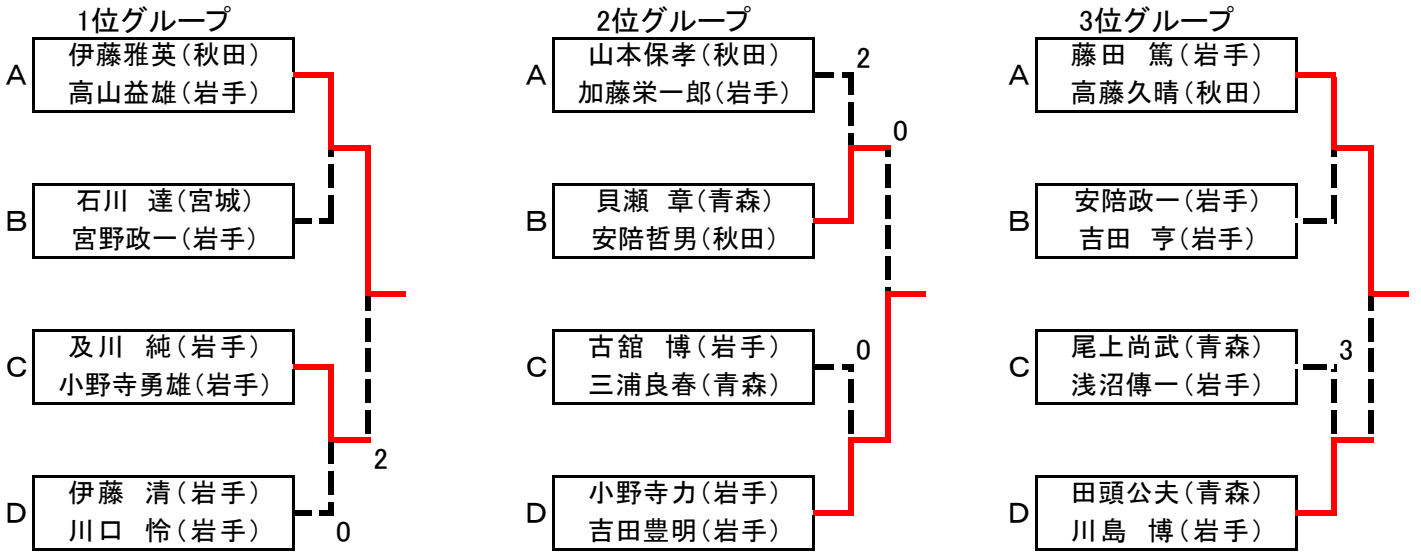 1位グループ
A
伊藤雅英(秋田)
高山益雄(岩手)
B
石川　達(宮城)
宮野政一(岩手)
C
及川　純(岩手)
小野寺勇雄(岩手)
2
D
伊藤　清(岩手)
川口　怜(岩手)
0
2位グループ
A
山本保孝(秋田)
加藤栄一郎(岩手)
2
0
B
貝瀬　章(青森)
安陪哲男(秋田)
C
古舘　博(岩手)
三浦良春(青森)
0
D
小野寺力(岩手)
吉田豊明(岩手)
3位グループ
A
藤田　篤(岩手)
高藤久晴(秋田)
B
安陪政一(岩手)
吉田　亨(岩手)
C
尾上尚武(青森)
浅沼傳一(岩手)
3
D
田頭公夫(青森)
川島　博(岩手)